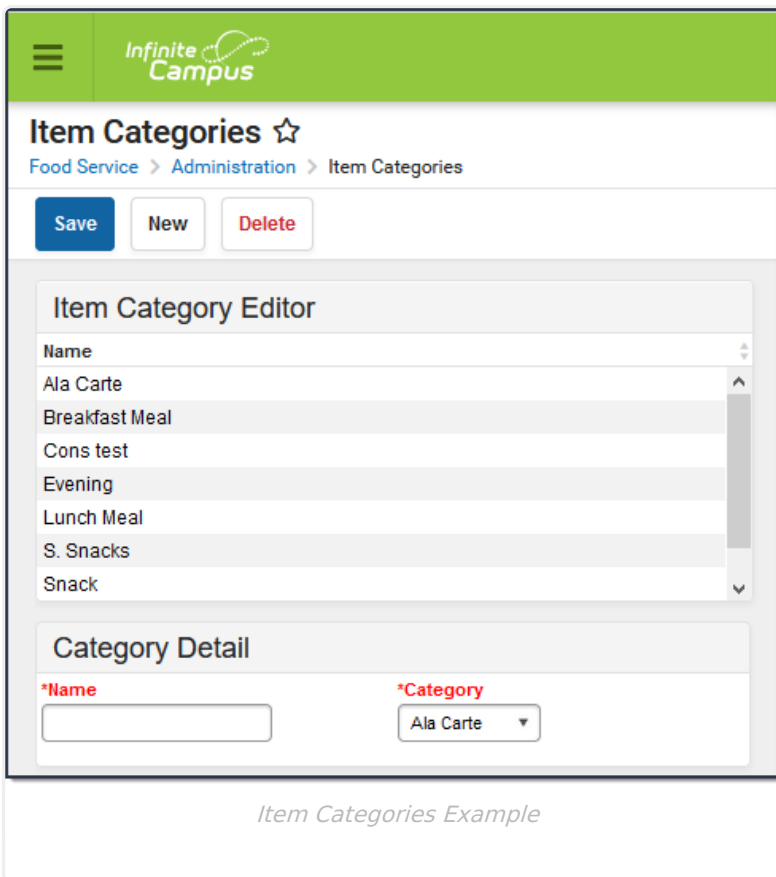 Infinite
Campus
Item Categories
Food Service > Administration > Item Categories
Save New Delete
Item Category Editor
Name
Ala Carte
Breakfast Meal
Cons test
Evening
Lunch Meal
S. Snacks
Snack
Category Detail
*Name *Category
Ala Carte
Item Categories Example